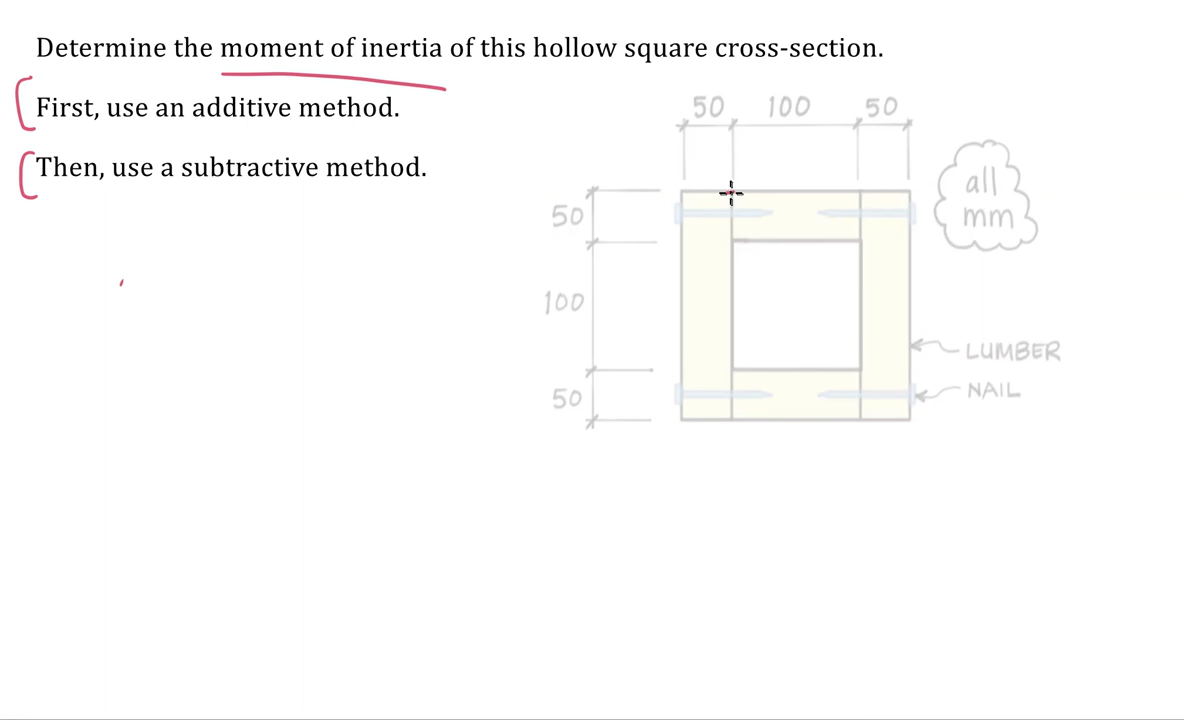 Determine the moment of inertia of this hollow square cross-section.
First, use an additive method.
Then, use a subtractive method.
50 100 50
all
mm
50
100
50
LUMBER
NAIL